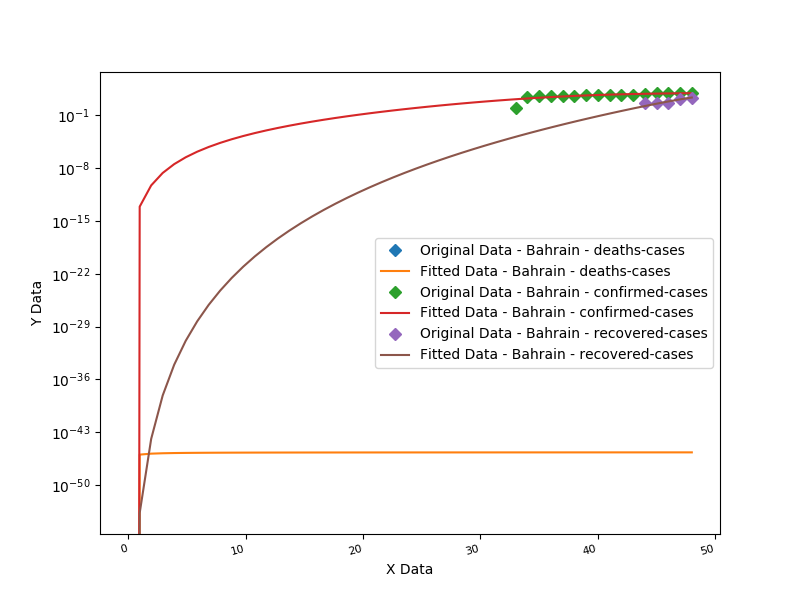 10⁻¹
10⁻⁸
10⁻¹⁵
10⁻²²
10⁻²⁹
10⁻³⁶
10⁻⁴³
10⁻⁵⁰
Y Data
Original Data - Bahrain - deaths-cases
Fitted Data - Bahrain - deaths-cases
Original Data - Bahrain - confirmed-cases
Fitted Data - Bahrain - confirmed-cases
Original Data - Bahrain - recovered-cases
Fitted Data - Bahrain - recovered-cases
0 10 20 30 40 50
X Data